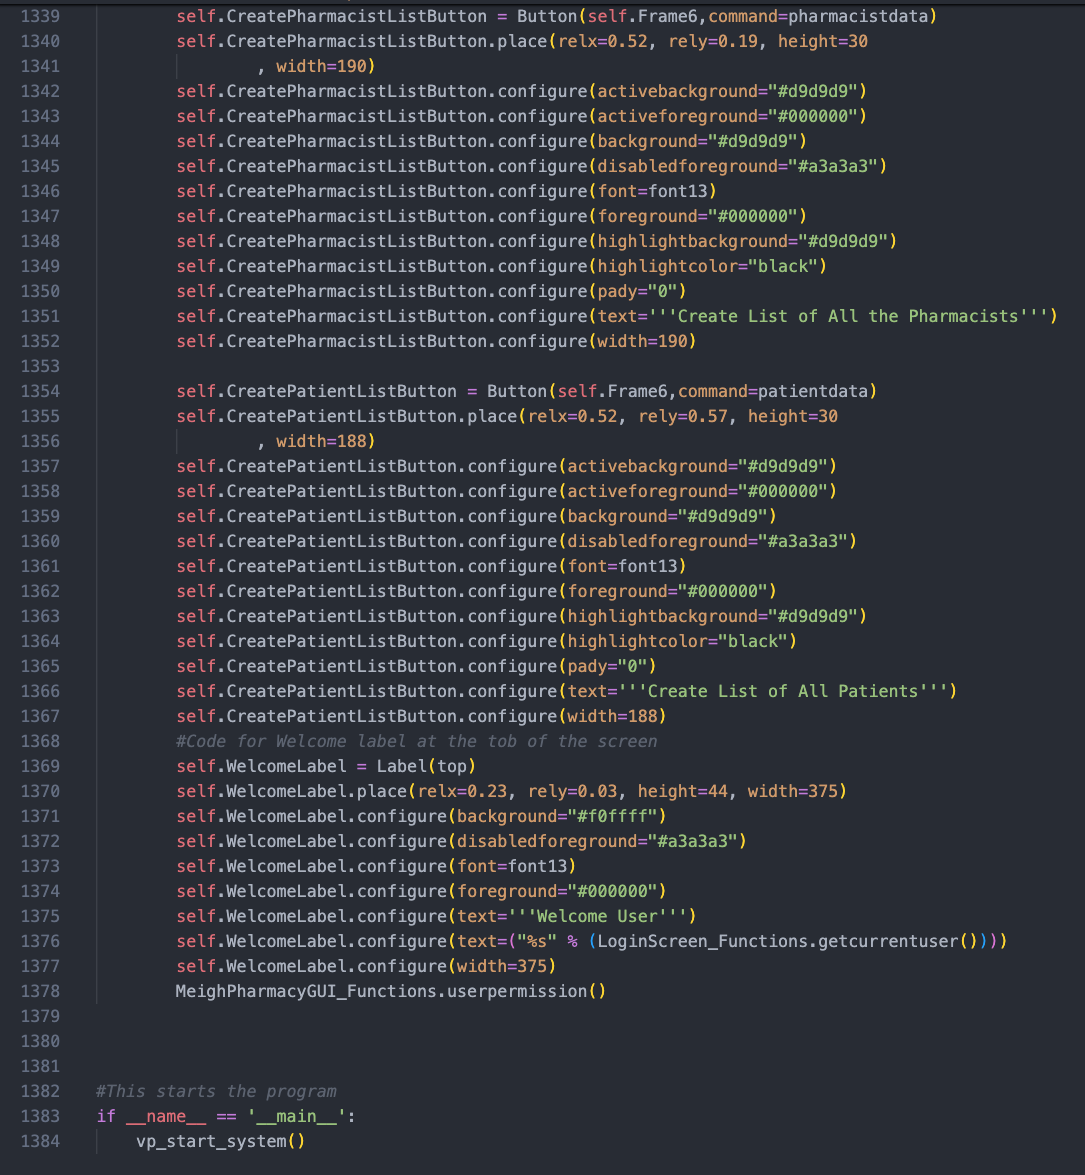 1339 self.CreatePharmacistListButton = Button(self.Frame6,command=pharmacistdata)
1340 self.CreatePharmacistListButton.place(relx=0.52, rely=0.19, height=30
1341 , width=190)
1342 self.CreatePharmacistListButton.configure(activebackground="#d9d9d9")
1343 self.CreatePharmacistListButton.configure(activeforeground="#000000")
1344 self.CreatePharmacistListButton.configure(background="#d9d9d9")
1345 self.CreatePharmacistListButton.configure(disabledforeground="#a3a3a3")
1346 self.CreatePharmacistListButton.configure(font=font13)
1347 self.CreatePharmacistListButton.configure(foreground="#000000")
1348 self.CreatePharmacistListButton.configure(highlightbackground="#d9d9d9")
1349 self.CreatePharmacistListButton.configure(highlightcolor="black")
1350 self.CreatePharmacistListButton.configure(pady="0")
1351 self.CreatePharmacistListButton.configure(text='''Create List of All the Pharmacists''')
1352 self.CreatePharmacistListButton.configure(width=190)
1353
1354 self.CreatePatientListButton = Button(self.Frame6,command=patientdata)
1355 self.CreatePatientListButton.place(relx=0.52, rely=0.57, height=30
1356 , width=188)
1357 self.CreatePatientListButton.configure(activebackground="#d9d9d9")
1358 self.CreatePatientListButton.configure(activeforeground="#000000")
1359 self.CreatePatientListButton.configure(background="#d9d9d9")
1360 self.CreatePatientListButton.configure(disabledforeground="#a3a3a3")
1361 self.CreatePatientListButton.configure(font=font13)
1362 self.CreatePatientListButton.configure(foreground="#000000")
1363 self.CreatePatientListButton.configure(highlightbackground="#d9d9d9")
1364 self.CreatePatientListButton.configure(highlightcolor="black")
1365 self.CreatePatientListButton.configure(pady="0")
1366 self.CreatePatientListButton.configure(text='''Create List of All Patients''')
1367 self.CreatePatientListButton.configure(width=188)
1368 #Code for Welcome label at the tob of the screen
1369 self.WelcomeLabel = Label(top)
1370 self.WelcomeLabel.place(relx=0.23, rely=0.03, height=44, width=375)
1371 self.WelcomeLabel.configure(background="#f0ffff")
1372 self.WelcomeLabel.configure(disabledforeground="#a3a3a3")
1373 self.WelcomeLabel.configure(font=font13)
1374 self.WelcomeLabel.configure(foreground="#000000")
1375 self.WelcomeLabel.configure(text='''Welcome User''')
1376 self.WelcomeLabel.configure(text=("%s" % (LoginScreen_Functions.getcurrentuser())))
1377 self.WelcomeLabel.configure(width=375)
1378 MeighPharmacyGUI_Functions.userpermission()
1379
1380
1381
1382 #This starts the program
1383 if __name__ == '__main__':
1384 vp_start_system()